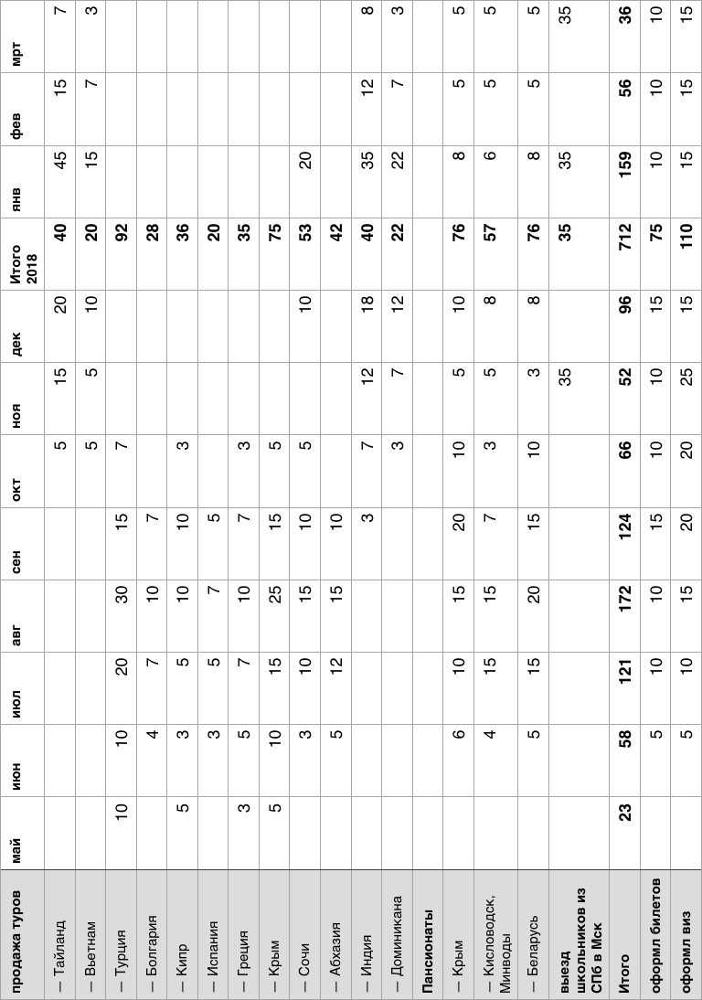 продажа туров май июн июл авг сен окт ноя дек Итого 2018 янв фев мрт
— Тайланд 5 15 20 40 45 15 7
— Вьетнам 5 5 10 20 15 7 3
— Турция 10 10 20 30 15 7 92
— Болгария 4 7 10 7 28
— Кипр 5 3 5 10 10 3 36
— Испания 3 5 7 5 20
— Греция 3 5 7 10 7 3 35
— Крым 5 10 15 25 15 5 75
— Сочи 3 10 15 10 5 10 53 20
— Абхазия 5 12 15 10 42
— Индия 3 7 12 18 40 35 12 8
— Доминикана 3 7 12 22 22 7 3
Пансионаты
— Крым 6 10 15 20 10 5 10 76 8 5 5
— Кисловодск, Минводы 4 15 15 7 3 5 8 57 6 5 5
— Беларусь 5 15 20 15 10 3 8 76 8 5 5
выезд школьников из СПб в Мск 35 35 35 35
Итого 23 58 121 172 124 66 52 96 712 159 56 36
оформл билетов 5 10 10 15 10 10 15 75 10 10 10
оформл виз 5 10 15 20 20 25 15 110 15 15 15